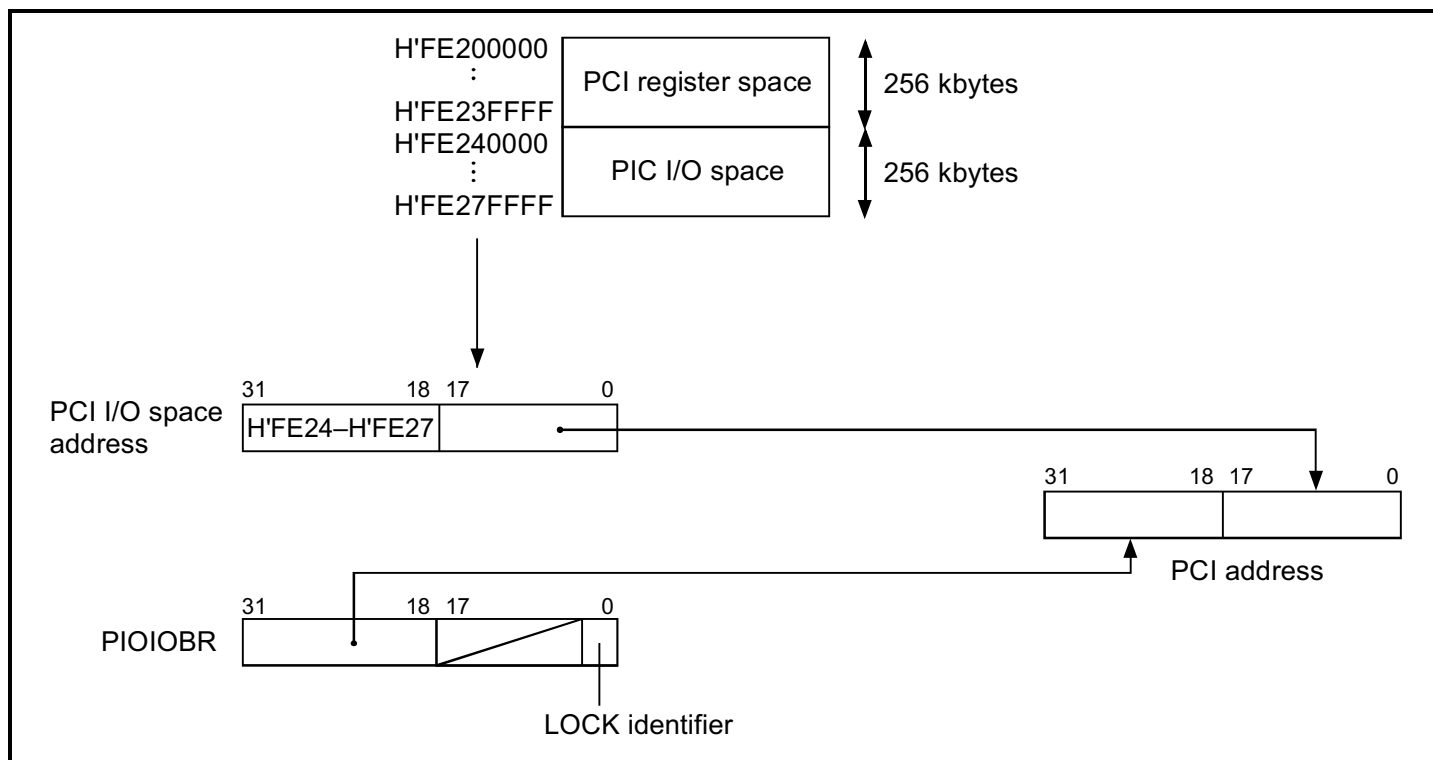 H'FE200000
:
H'FE23FFFF
PCI register space
256 kbytes
H'FE240000
:
H'FE27FFFF
PIC I/O space
256 kbytes
31 18 17 0
PCI I/O space
address
H'FE24–H'FE27
31 18 17 0
PCI address
31 18 17 0
PIOIOBR
LOCK identifier